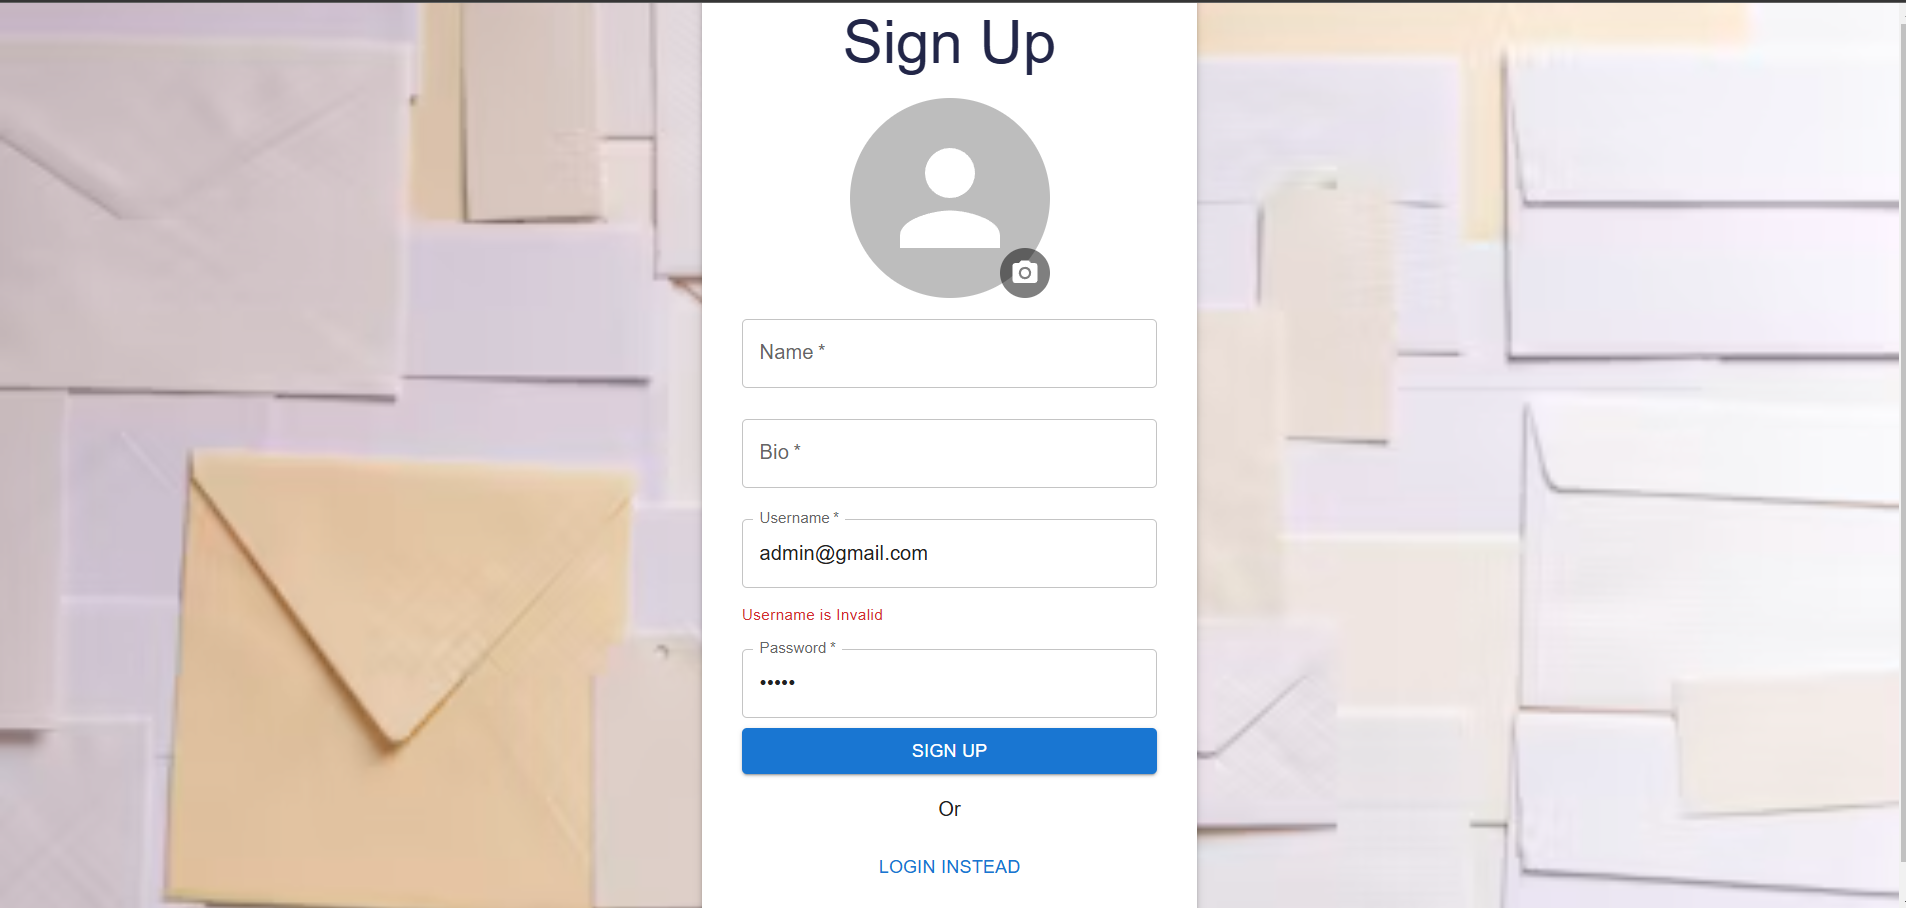 Sign Up
Name *
Bio *
Username *
admin@gmail.com
Username is Invalid
Password *
•••••
SIGN UP
Or
LOGIN INSTEAD